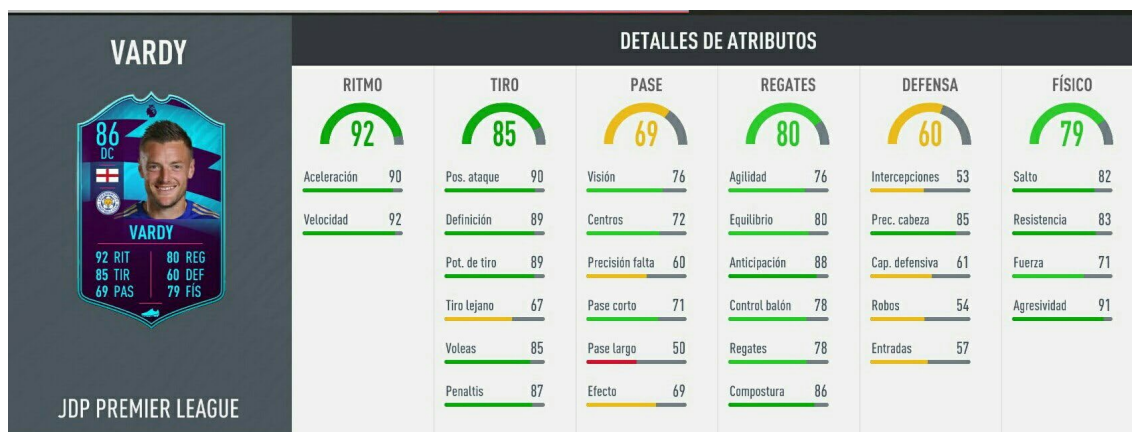 VARDY
86
DC
VARDY
92 RIT 80 REG
85 TIR 60 DEF
69 PAS 79 FÍS
JDP PREMIER LEAGUE
DETALLES DE ATRIBUTOS
RITMO TIRO PASE REGATES DEFENSA FÍSICO
92 85 69 80 60 79
Aceleración 90 Pos. ataque 90 Visión 76 Agilidad 76 Intercepciones 53 Salto 82
Velocidad 92 Definición 89 Centros 72 Equilibrio 80 Prec. cabeza 85 Resistencia 83
Pot. de tiro 89 Precisión falta 60 Anticipación 88 Cap. defensiva 61 Fuerza 71
Tiro lejano 67 Pase corto 71 Control balón 78 Robos 54 Agresividad 91
Voleas 85 Pase largo 50 Regates 78 Entradas 57
Penaltis 87 Efecto 69 Compostura 86